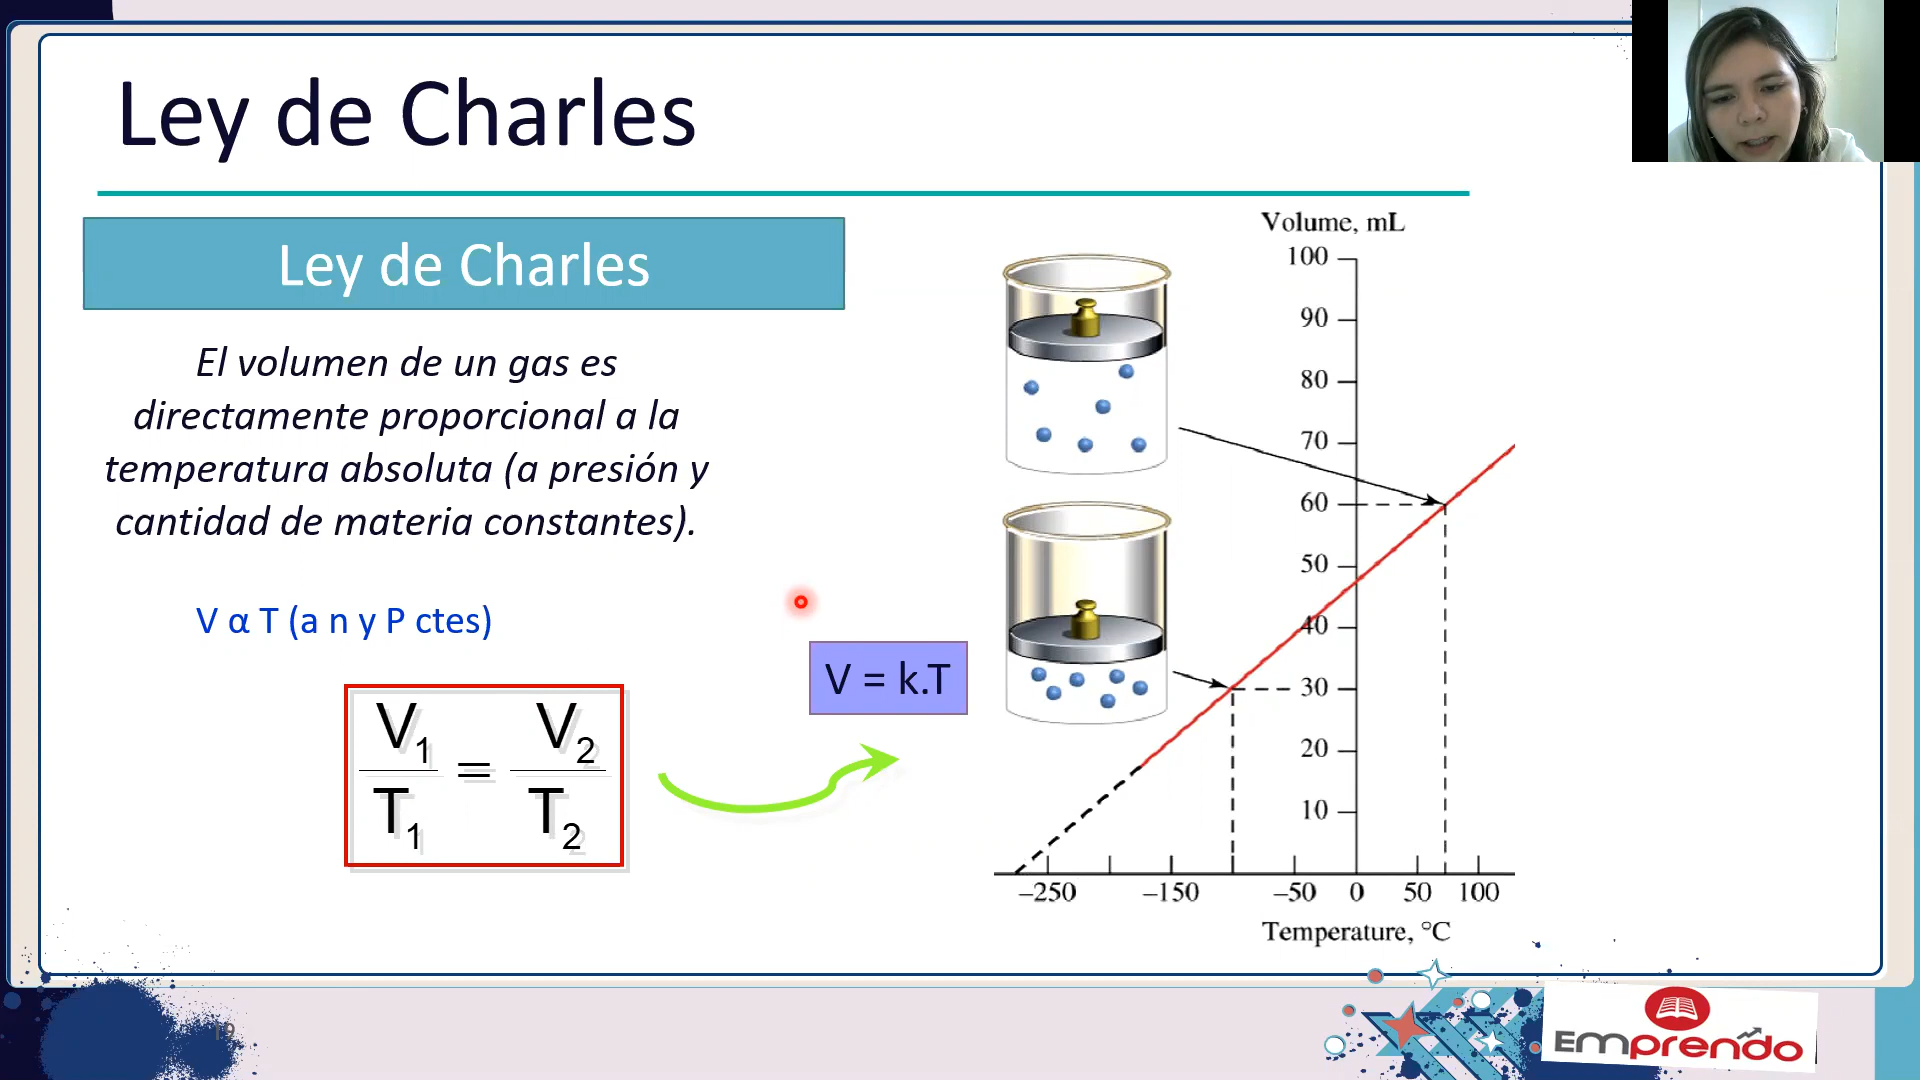 Ley de Charles
Ley de Charles
El volumen de un gas es
directamente proporcional a la
temperatura absoluta (a presión y
cantidad de materia constantes).
V α T (a n y P ctes)
V = k.T
V1 = V2
T1 T2
Volume, mL
100
90
80
70
60
50
40
30
20
10
–250 –150 –50 0 50 100
Temperature, °C
19
Emprendo